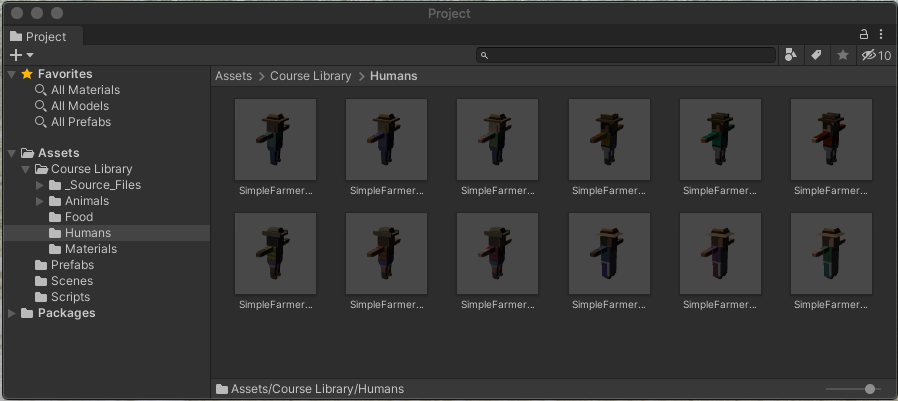 Project
Project
10
Favorites
All Materials
All Models
All Prefabs
Assets
Course Library
_Source_Files
Animals
Food
Humans
Materials
Prefabs
Scenes
Scripts
Packages
Assets > Course Library > Humans
SimpleFarmer... SimpleFarmer... SimpleFarmer... SimpleFarmer... SimpleFarmer... SimpleFarmer...
SimpleFarmer... SimpleFarmer... SimpleFarmer... SimpleFarmer... SimpleFarmer... SimpleFarmer...
Assets/Course Library/Humans